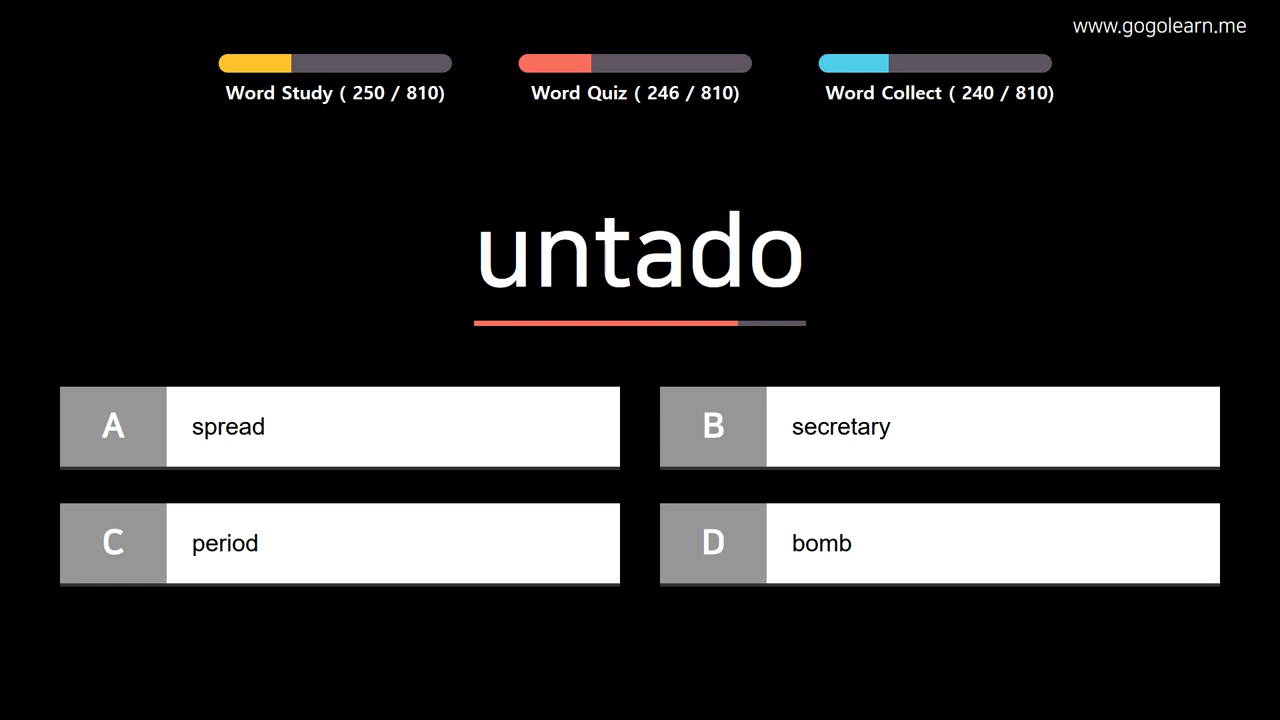 www.gogolearn.me
Word Study ( 250 / 810)
Word Quiz ( 246 / 810)
Word Collect ( 240 / 810)
untado
A spread
B secretary
C period
D bomb